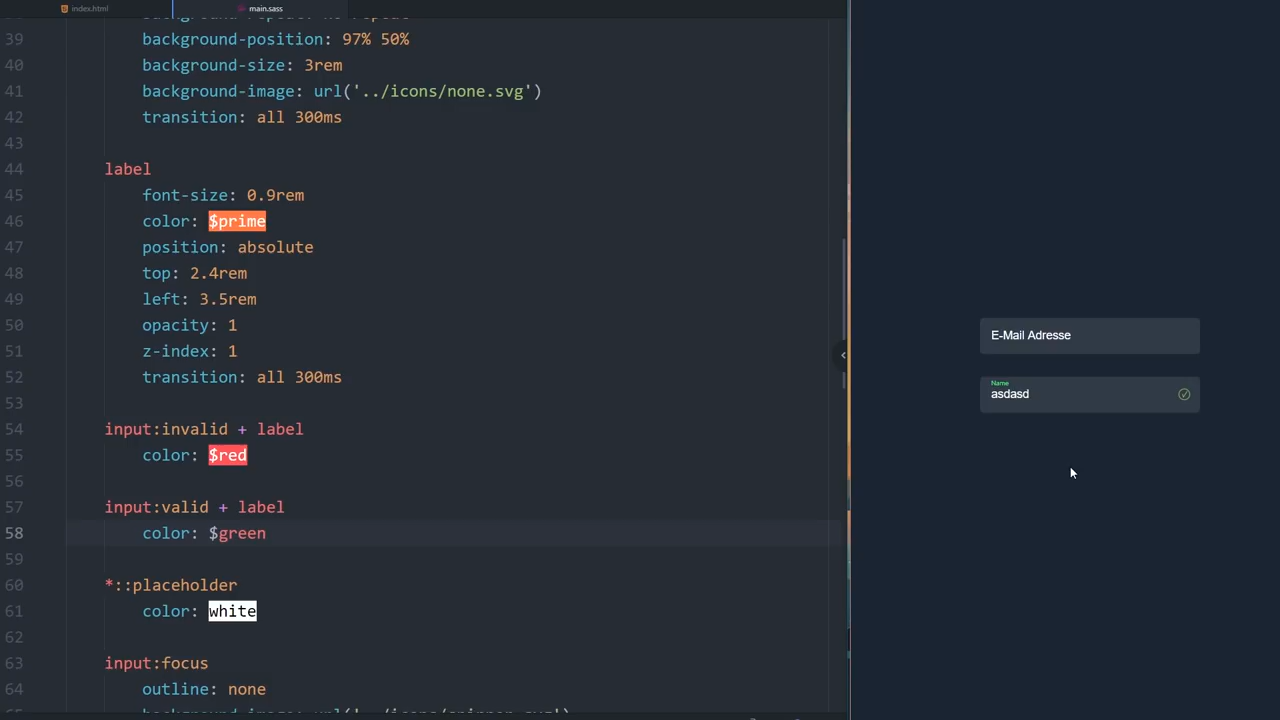 index.html
main.sass
39 background-position: 97% 50%
40 background-size: 3rem
41 background-image: url('../icons/none.svg')
42 transition: all 300ms
43
44 label
45 font-size: 0.9rem
46 color: $prime
47 position: absolute
48 top: 2.4rem
49 left: 3.5rem
50 opacity: 1
51 z-index: 1
52 transition: all 300ms
53
54 input:invalid + label
55 color: $red
56
57 input:valid + label
58 color: $green
59
60 *::placeholder
61 color: white
62
63 input:focus
64 outline: none
E-Mail Adresse
Name
asdasd